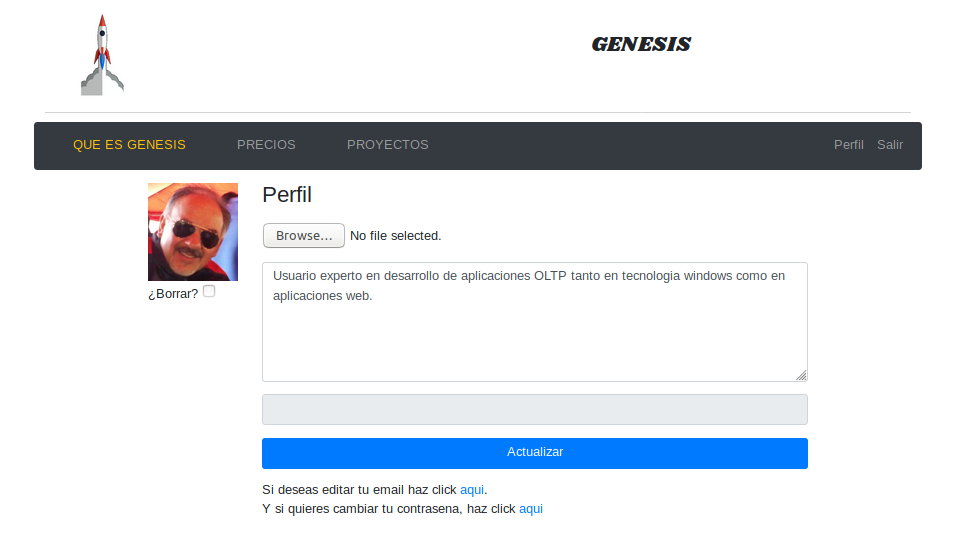 GENESIS
QUE ES GENESIS PRECIOS PROYECTOS Perfil Salir
Perfil
Browse... No file selected.
¿Borrar?
Usuario experto en desarrollo de aplicaciones OLTP tanto en tecnologia windows como en
aplicaciones web.
Actualizar
Si deseas editar tu email haz click aqui.
Y si quieres cambiar tu contrasena, haz click aqui